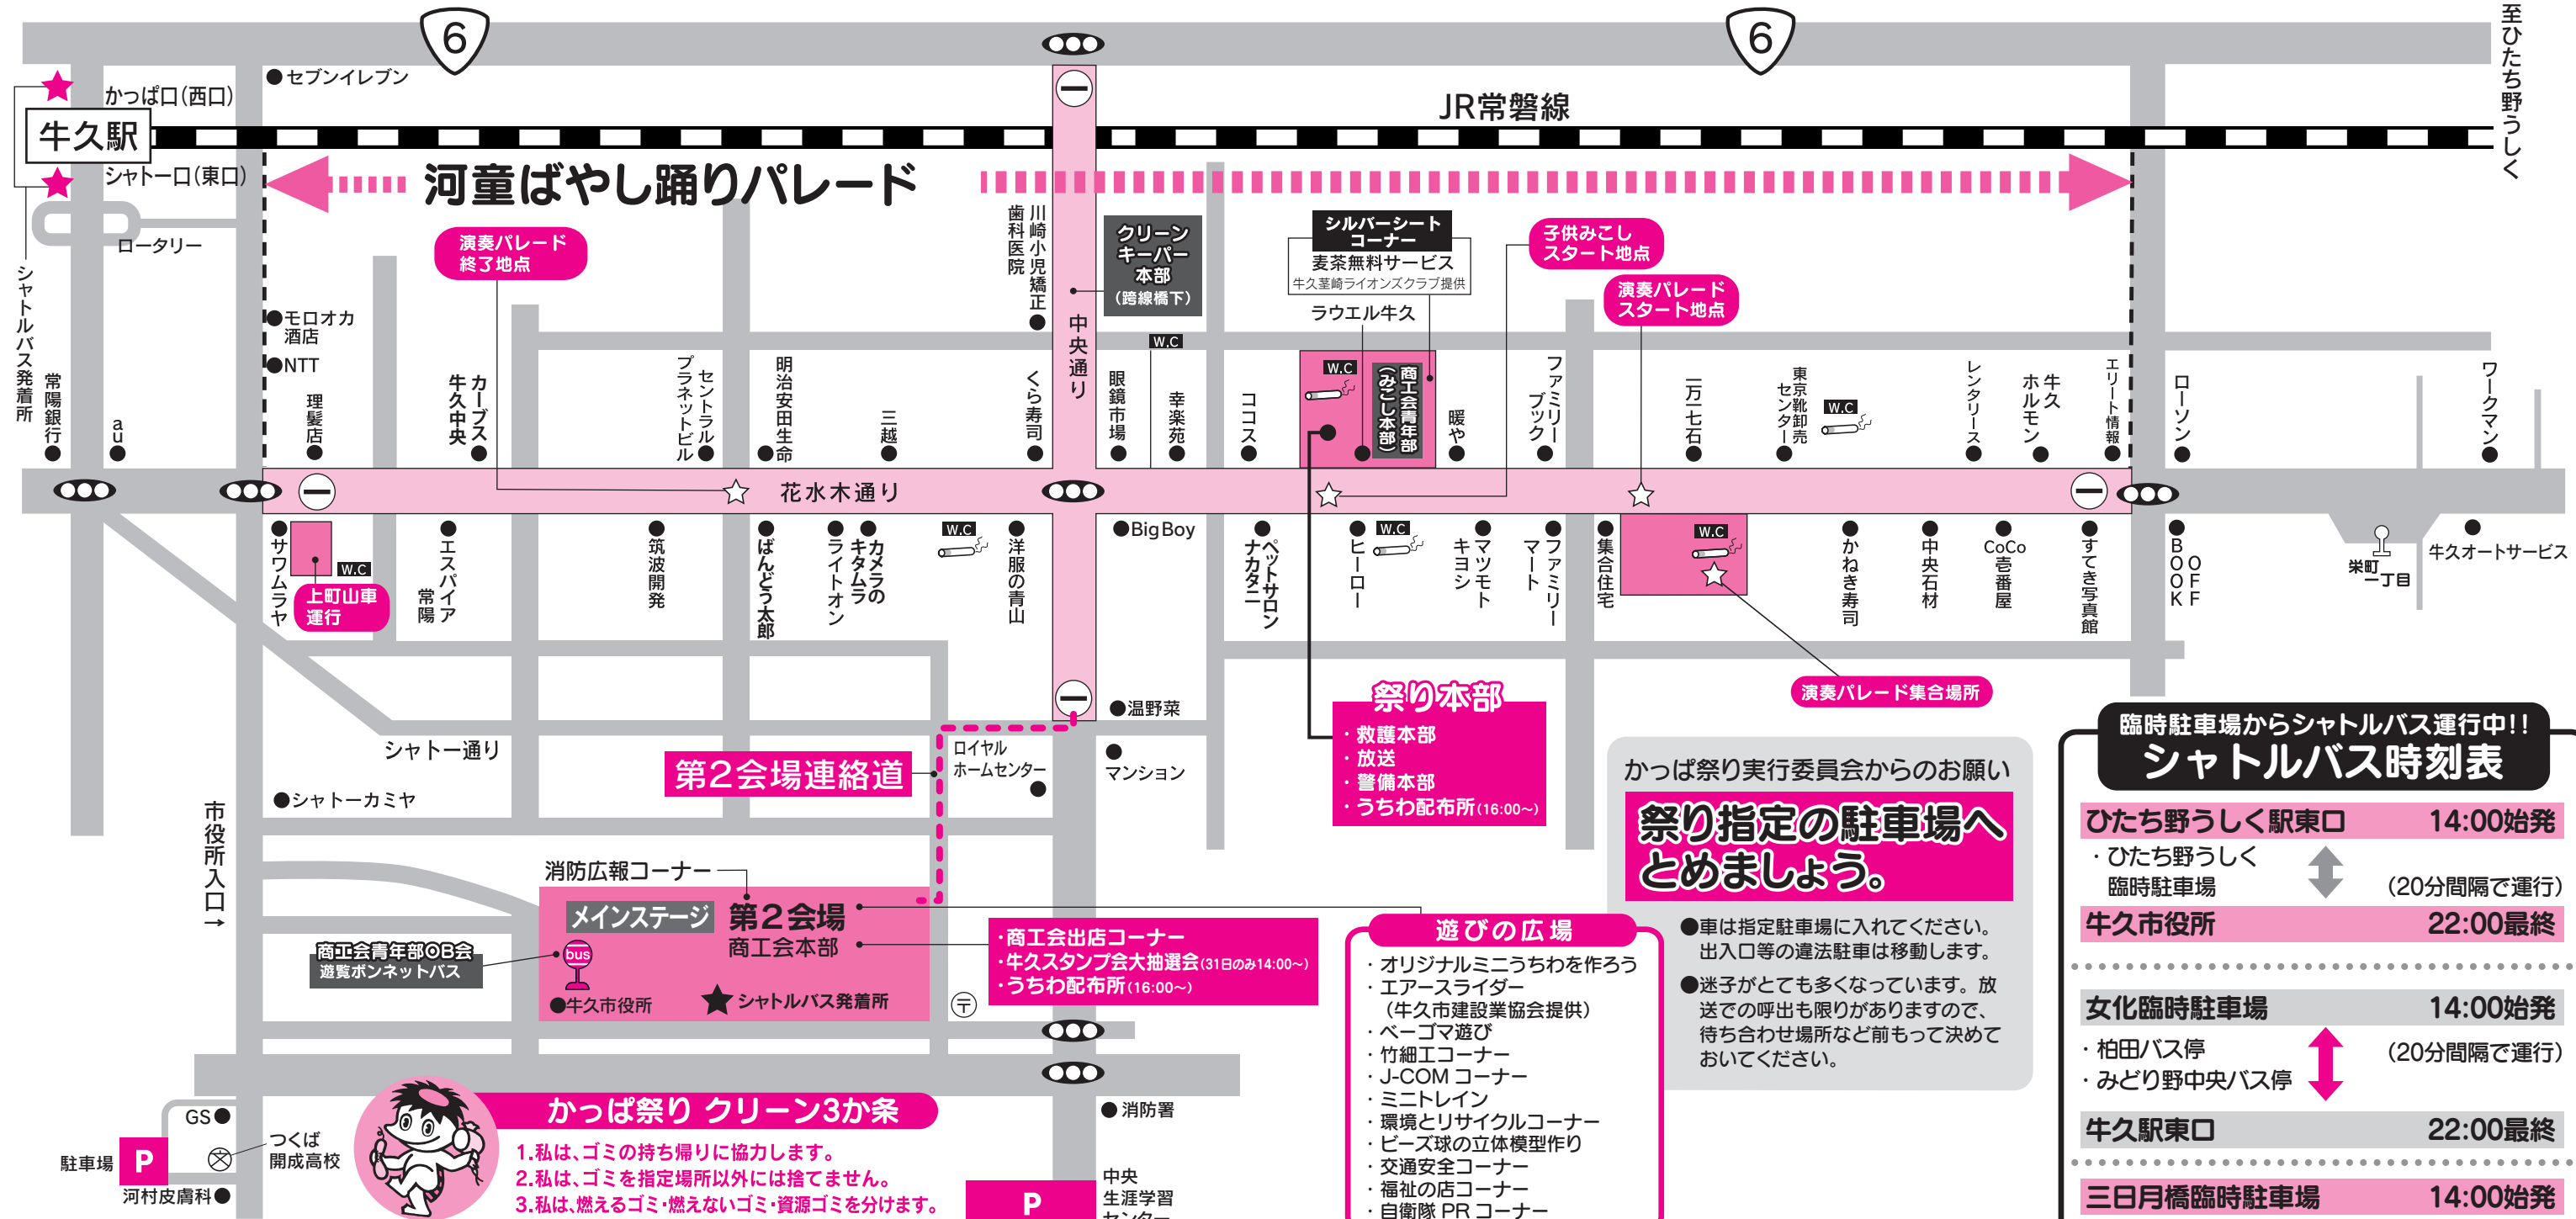 6
6
至ひたち野うしく
セブンイレブン
かっぱ口(西口)
牛久駅
JR常磐線
シャトー口(東口)
河童ばやし踊りパレード
ロータリー
シャトルバス発着所
演奏パレード
終了地点
川崎小児矯正
歯科医院
クリーン
キーパー
本部
(跨線橋下)
シルバーシート
コーナー
麦茶無料サービス
牛久茎崎ライオンズクラブ提供
ラウエル牛久
子供みこし
スタート地点
演奏パレード
スタート地点
モロオカ
酒店
NTT
中央通り
W.C
常陽銀行
au
理髪店
カーブス
牛久中央
セントラル
プラネットビル
明治安田生命
三越
くら寿司
眼鏡市場
幸楽苑
ココス
W.C
商工会青年部
(みこし本部)
暖や
ファミリー
ブック
一万七石
東京靴卸売
センター
W.C
レンタリース
牛久
ホルモン
エリート情報
ローソン
ワークマン
花水木通り
サワムラヤ
W.C
上町山車
運行
エスパイア
常陽
筑波開発
ばんどう太郎
ライトオン
カメラの
キタムラ
W.C
洋服の青山
BigBoy
ペットサロン
ナカタニ
ヒーロー
W.C
マツモト
キヨシ
ファミリー
マート
集合住宅
W.C
かねき寿司
中央石材
CoCo
壱番屋
すてき写真館
BOOK
OFF
栄町
一丁目
牛久オートサービス
演奏パレード集合場所
温野菜
マンション
シャトー通り
シャトーカミヤ
第2会場連絡道
ロイヤル
ホームセンター
祭り本部
・救護本部
・放送
・警備本部
・うちわ配布所(16:00〜)
市役所入口→
消防広報コーナー
メインステージ
第2会場
商工会本部
商工会青年部OB会
遊覧ボンネットバス
bus
牛久市役所
★シャトルバス発着所
〒
・商工会出店コーナー
・牛久スタンプ会大抽選会(31日のみ14:00〜)
・うちわ配布所(16:00〜)
遊びの広場
・オリジナルミニうちわを作ろう
・エアースライダー
(牛久市建設業協会提供)
・ベーゴマ遊び
・竹細工コーナー
・J-COM コーナー
・ミニトレイン
・環境とリサイクルコーナー
・ビーズ球の立体模型作り
・交通安全コーナー
・福祉の店コーナー
・自衛隊 PR コーナー
かっぱ祭り実行委員会からのお願い
祭り指定の駐車場へ
とめましょう。
●車は指定駐車場に入れてください。
出入口等の違法駐車は移動します。
●迷子がとても多くなっています。放
送での呼出も限りがありますので、
待ち合わせ場所など前もって決めて
おいてください。
臨時駐車場からシャトルバス運行中!!
シャトルバス時刻表
ひたち野うしく駅東口 14:00始発
・ひたち野うしく
臨時駐車場 (20分間隔で運行)
牛久市役所 22:00最終
女化臨時駐車場 14:00始発
・柏田バス停 (20分間隔で運行)
・みどり野中央バス停
牛久駅東口 22:00最終
三日月橋臨時駐車場 14:00始発
GS
つくば
開成高校
駐車場 P
河村皮膚科
かっぱ祭り クリーン3か条
1.私は、ゴミの持ち帰りに協力します。
2.私は、ゴミを指定場所以外には捨てません。
3.私は、燃えるゴミ・燃えないゴミ・資源ゴミを分けます。
消防署
P
中央
生涯学習
センター